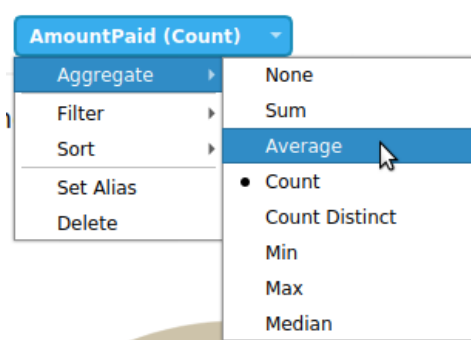 AmountPaid (Count)
Aggregate
Filter
Sort
Set Alias
Delete
None
Sum
Average
Count
Count Distinct
Min
Max
Median